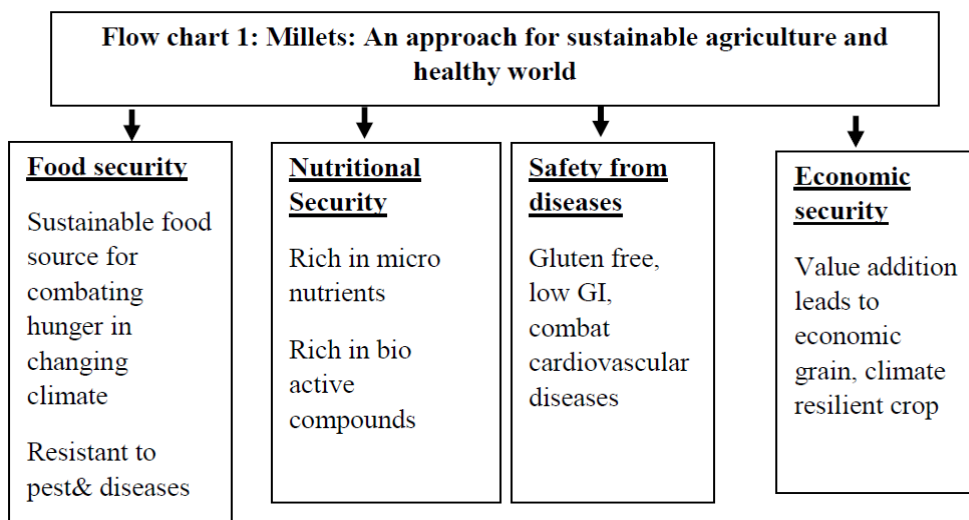 Flow chart 1: Millets: An approach for sustainable agriculture and
healthy world
Food security
Sustainable food
source for
combating
hunger in
changing
climate
Resistant to
pest& diseases
Nutritional
Security
Rich in micro
nutrients
Rich in bio
active
compounds
Safety from
diseases
Gluten free,
low GI,
combat
cardiovascular
diseases
Economic
security
Value addition
leads to
economic
grain, climate
resilient crop